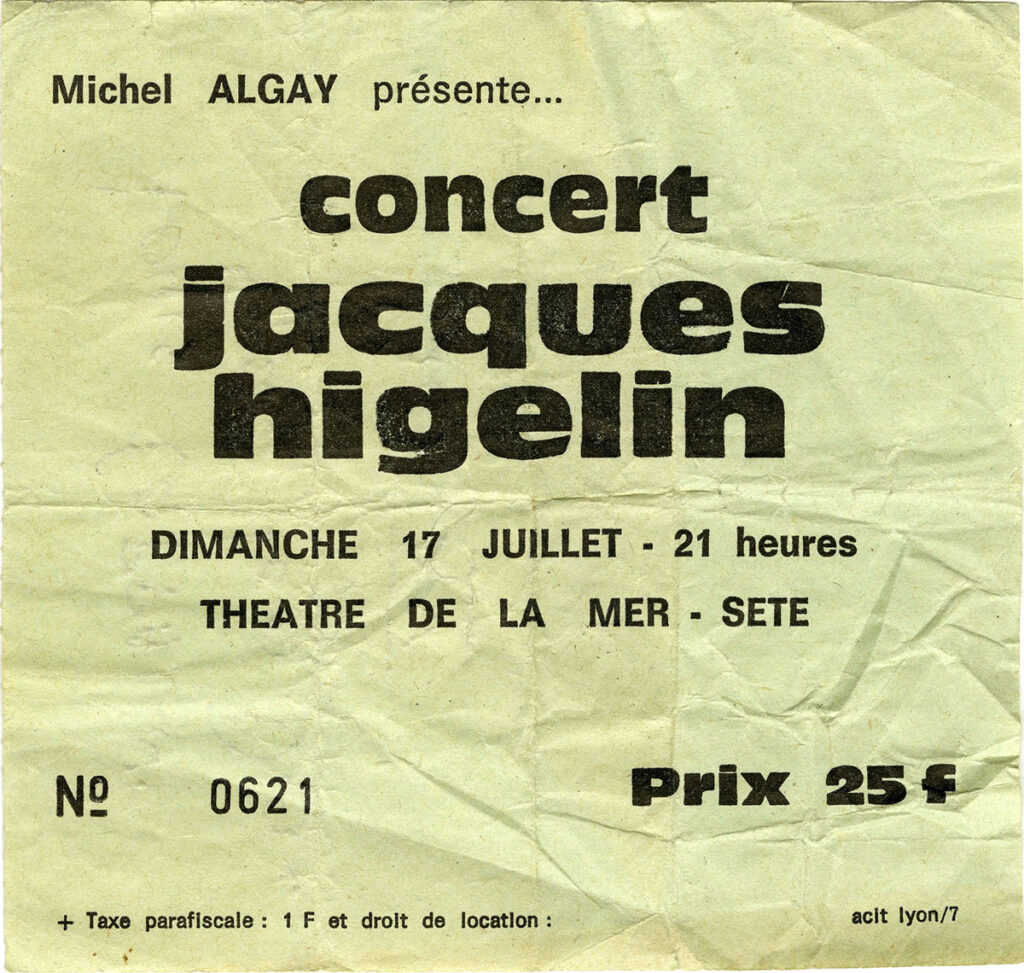 Michel ALGAY présente...
concert
jacques
higelin
DIMANCHE 17 JUILLET - 21 heures
THEATRE DE LA MER - SETE
Nº 0621
Prix 25 f
+ Taxe parafiscale : 1 F et droit de location :
acit lyon/7